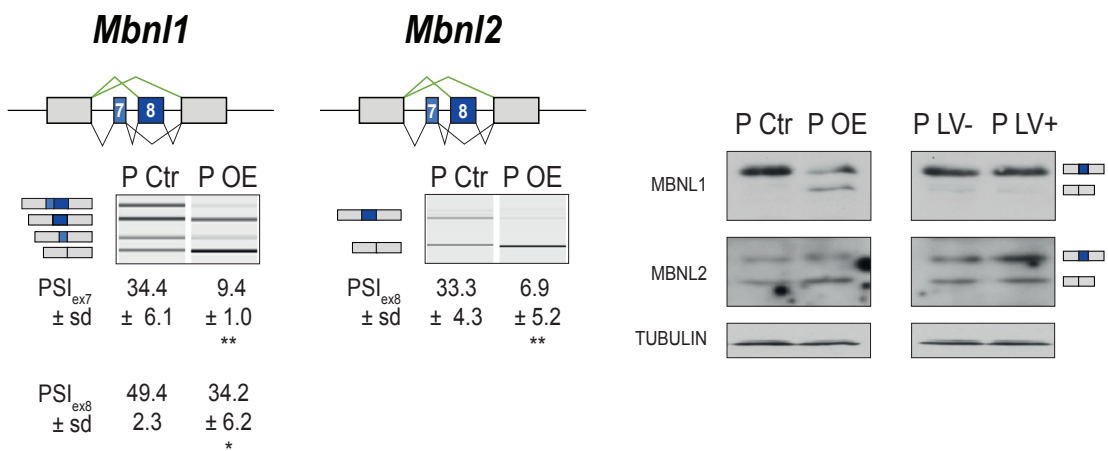 Mbnl1
7 8
P Ctr P OE
PSIex7 34.4 9.4
± sd ± 6.1 ± 1.0
**
PSIex8 49.4 34.2
± sd 2.3 ± 6.2
*
Mbnl2
7 8
P Ctr P OE
PSIex8 33.3 6.9
± sd ± 4.3 ± 5.2
**
P Ctr P OE P LV- P LV+
MBNL1
MBNL2
TUBULIN